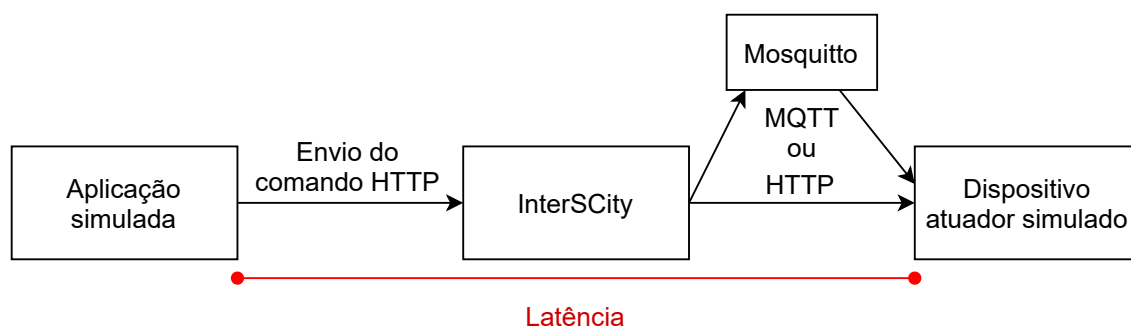 Mosquitto
Aplicação
simulada
Envio do
comando HTTP
InterSCity
MQTT
ou
HTTP
Dispositivo
atuador simulado
Latência